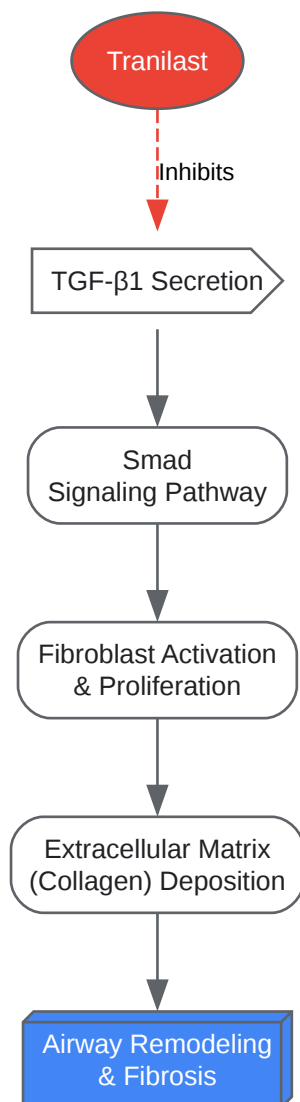 Tranilast
Inhibits
TGF-β1 Secretion
Smad
Signaling Pathway
Fibroblast Activation
& Proliferation
Extracellular Matrix
(Collagen) Deposition
Airway Remodeling
& Fibrosis